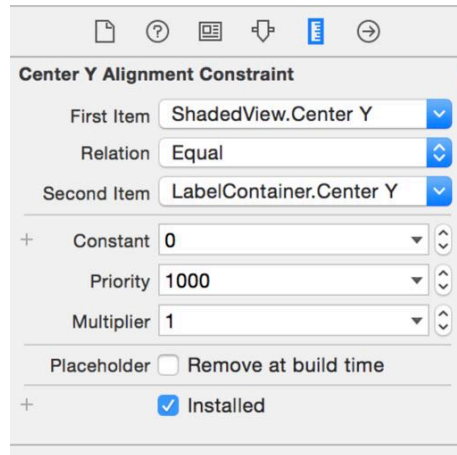 Center Y Alignment Constraint
First Item ShadedView.Center Y
Relation Equal
Second Item LabelContainer.Center Y
+ Constant 0
Priority 1000
Multiplier 1
Placeholder Remove at build time
+ Installed